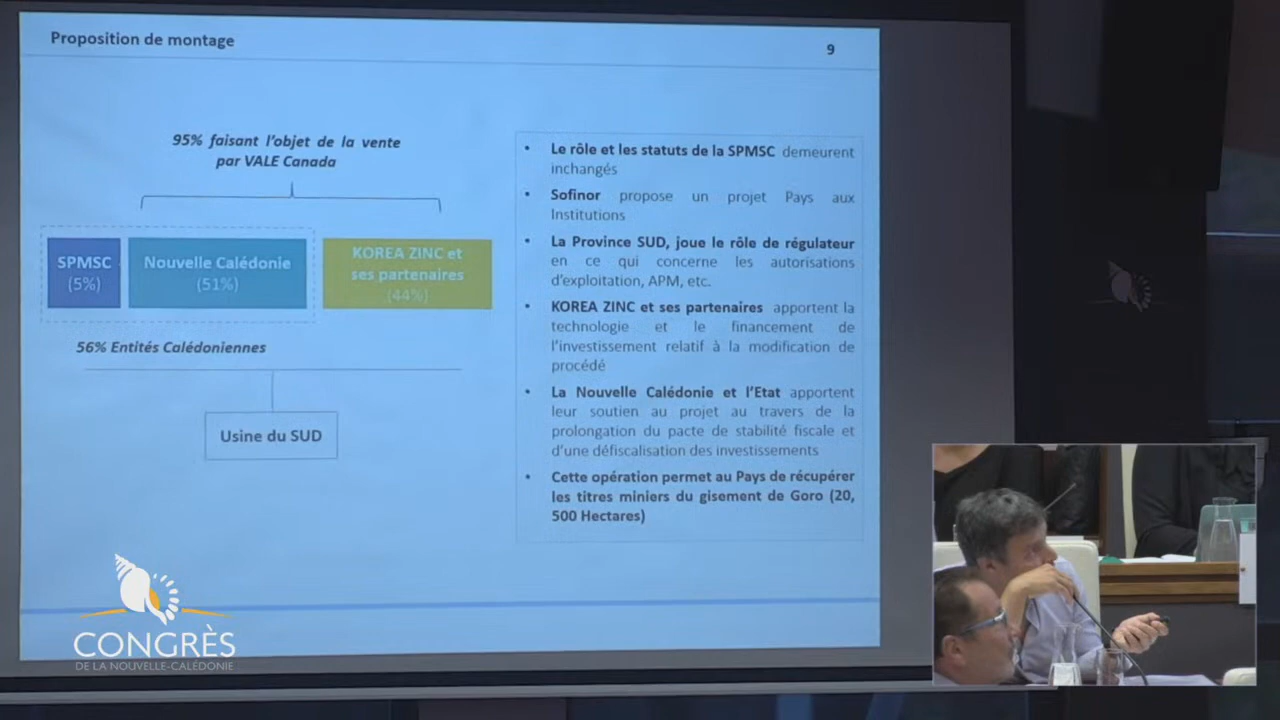 Proposition de montage
9
95% faisant l'objet de la vente
par VALE Canada
SPMSC
(5%)
Nouvelle Calédonie
(51%)
KOREA ZINC et
ses partenaires
(44%)
56% Entités Calédoniennes
Usine du SUD
• Le rôle et les statuts de la SPMSC demeurent
inchangés
• Sofinor propose un projet Pays aux
Institutions
• La Province SUD, joue le rôle de régulateur
en ce qui concerne les autorisations
d'exploitation, APM, etc.
• KOREA ZINC et ses partenaires apportent la
technologie et le financement de
l'investissement relatif à la modification de
procédé
• La Nouvelle Calédonie et l'Etat apportent
leur soutien au projet au travers de la
prolongation du pacte de stabilité fiscale et
d'une défiscalisation des investissements
• Cette opération permet au Pays de récupérer
les titres miniers du gisement de Goro (20,
500 Hectares)
CONGRÈS
DE LA NOUVELLE-CALÉDONIE